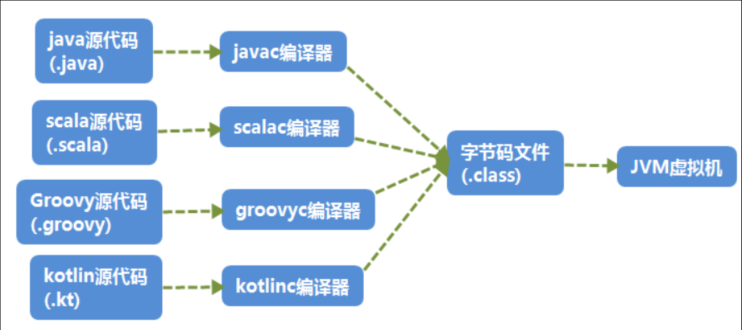 java源代码
(.java)
javac编译器
scala源代码
(.scala)
scalac编译器
字节码文件
(.class)
JVM虚拟机
Groovy源代码
(.groovy)
groovyc编译器
kotlin源代码
(.kt)
kotlinc编译器